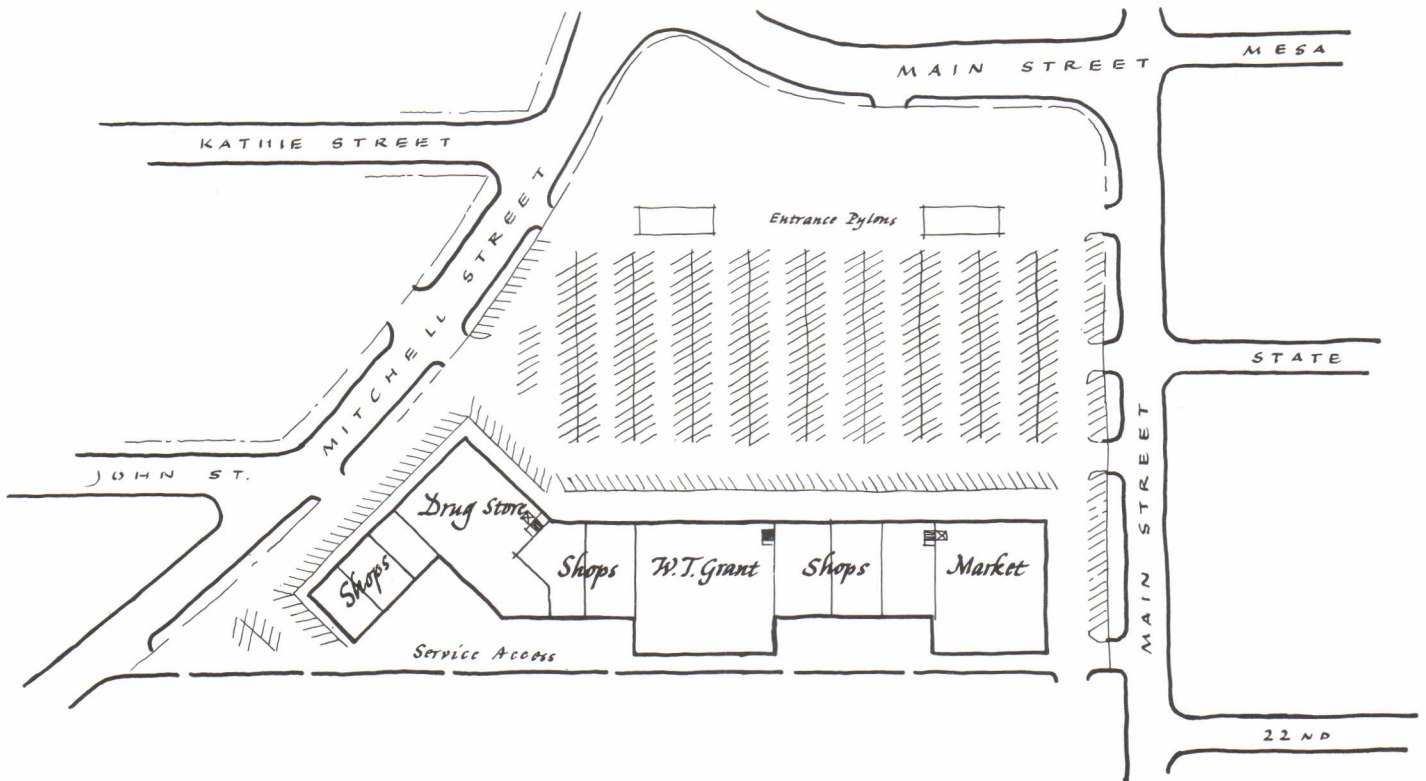 MESA
MAIN STREET
KATHIE STREET
Entrance Pylons
MITCHELL STREET
STATE
JOHN ST.
Drug Store
Shops
Shops
W.T. Grant
Shops
Market
MAIN STREET
Service Access
22ND